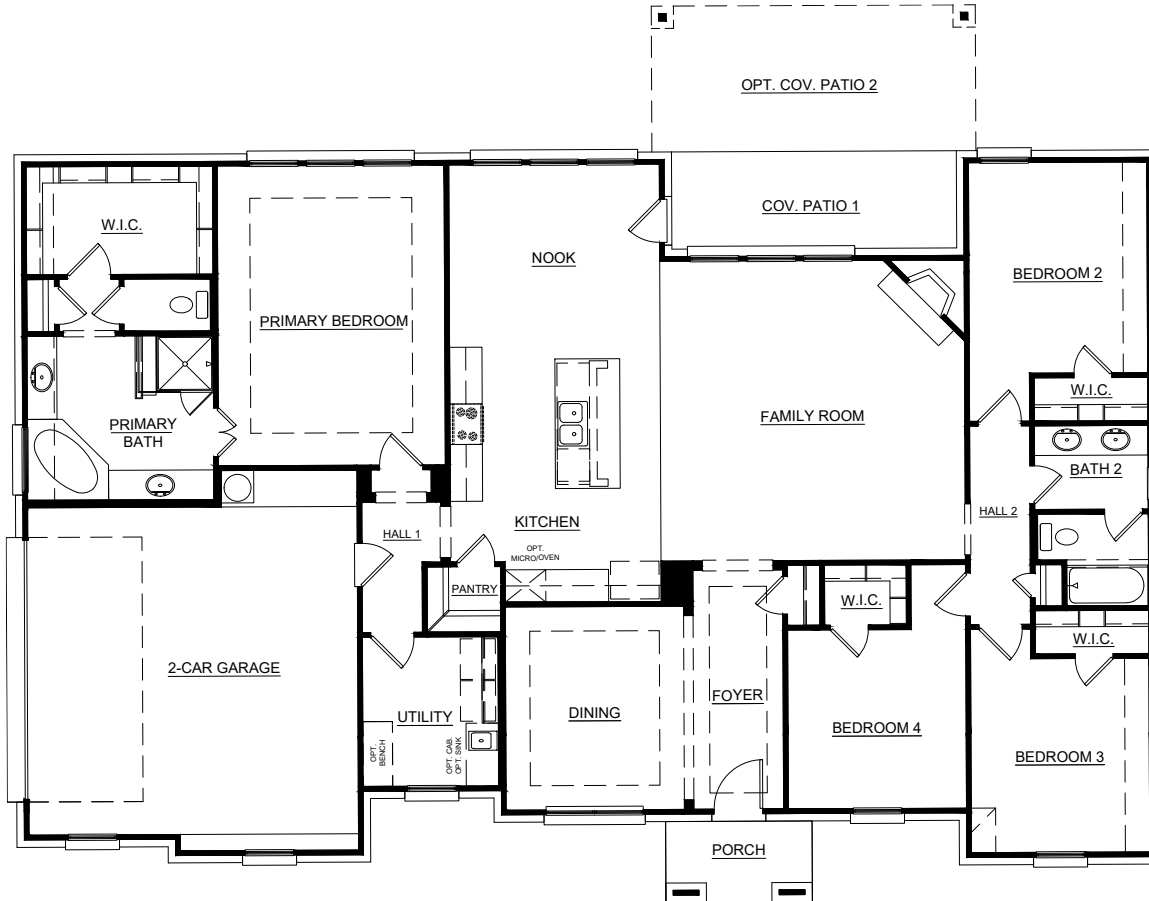 OPT. COV. PATIO 2
COV. PATIO 1
W.I.C.
NOOK
BEDROOM 2
PRIMARY BEDROOM
W.I.C.
FAMILY ROOM
PRIMARY
BATH
BATH 2
HALL 2
KITCHEN
HALL 1
OPT.
MICRO/OVEN
PANTRY
W.I.C.
W.I.C.
2-CAR GARAGE
FOYER
UTILITY
DINING
BEDROOM 4
OPT.
BENCH
OPT. CAB.
OPT. SINK
BEDROOM 3
PORCH